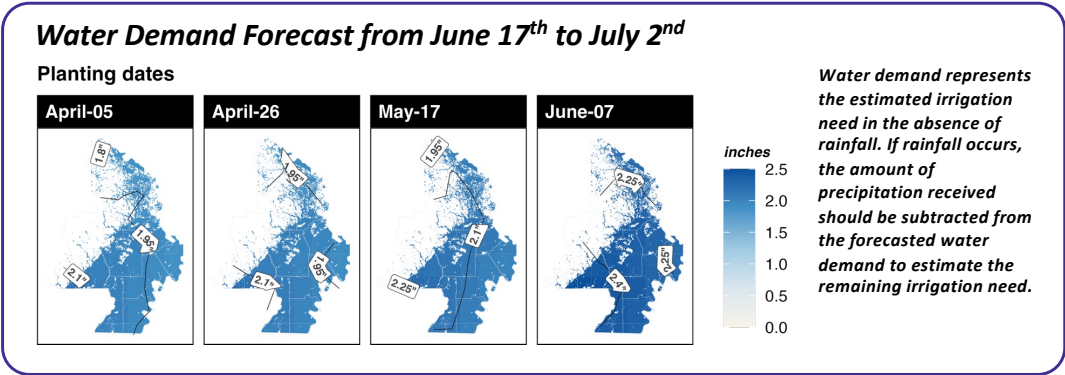 Water Demand Forecast from June 17th to July 2nd
Planting dates
April-05
April-26
May-17
June-07
1.8"
1.95"
2.1"
1.95"
2.1"
1.95"
1.95"
2.1"
2.25"
2.25"
2.25"
2.4"
inches
2.5
2.0
1.5
1.0
0.5
0.0
Water demand represents
the estimated irrigation
need in the absence of
rainfall. If rainfall occurs,
the amount of
precipitation received
should be subtracted from
the forecasted water
demand to estimate the
remaining irrigation need.